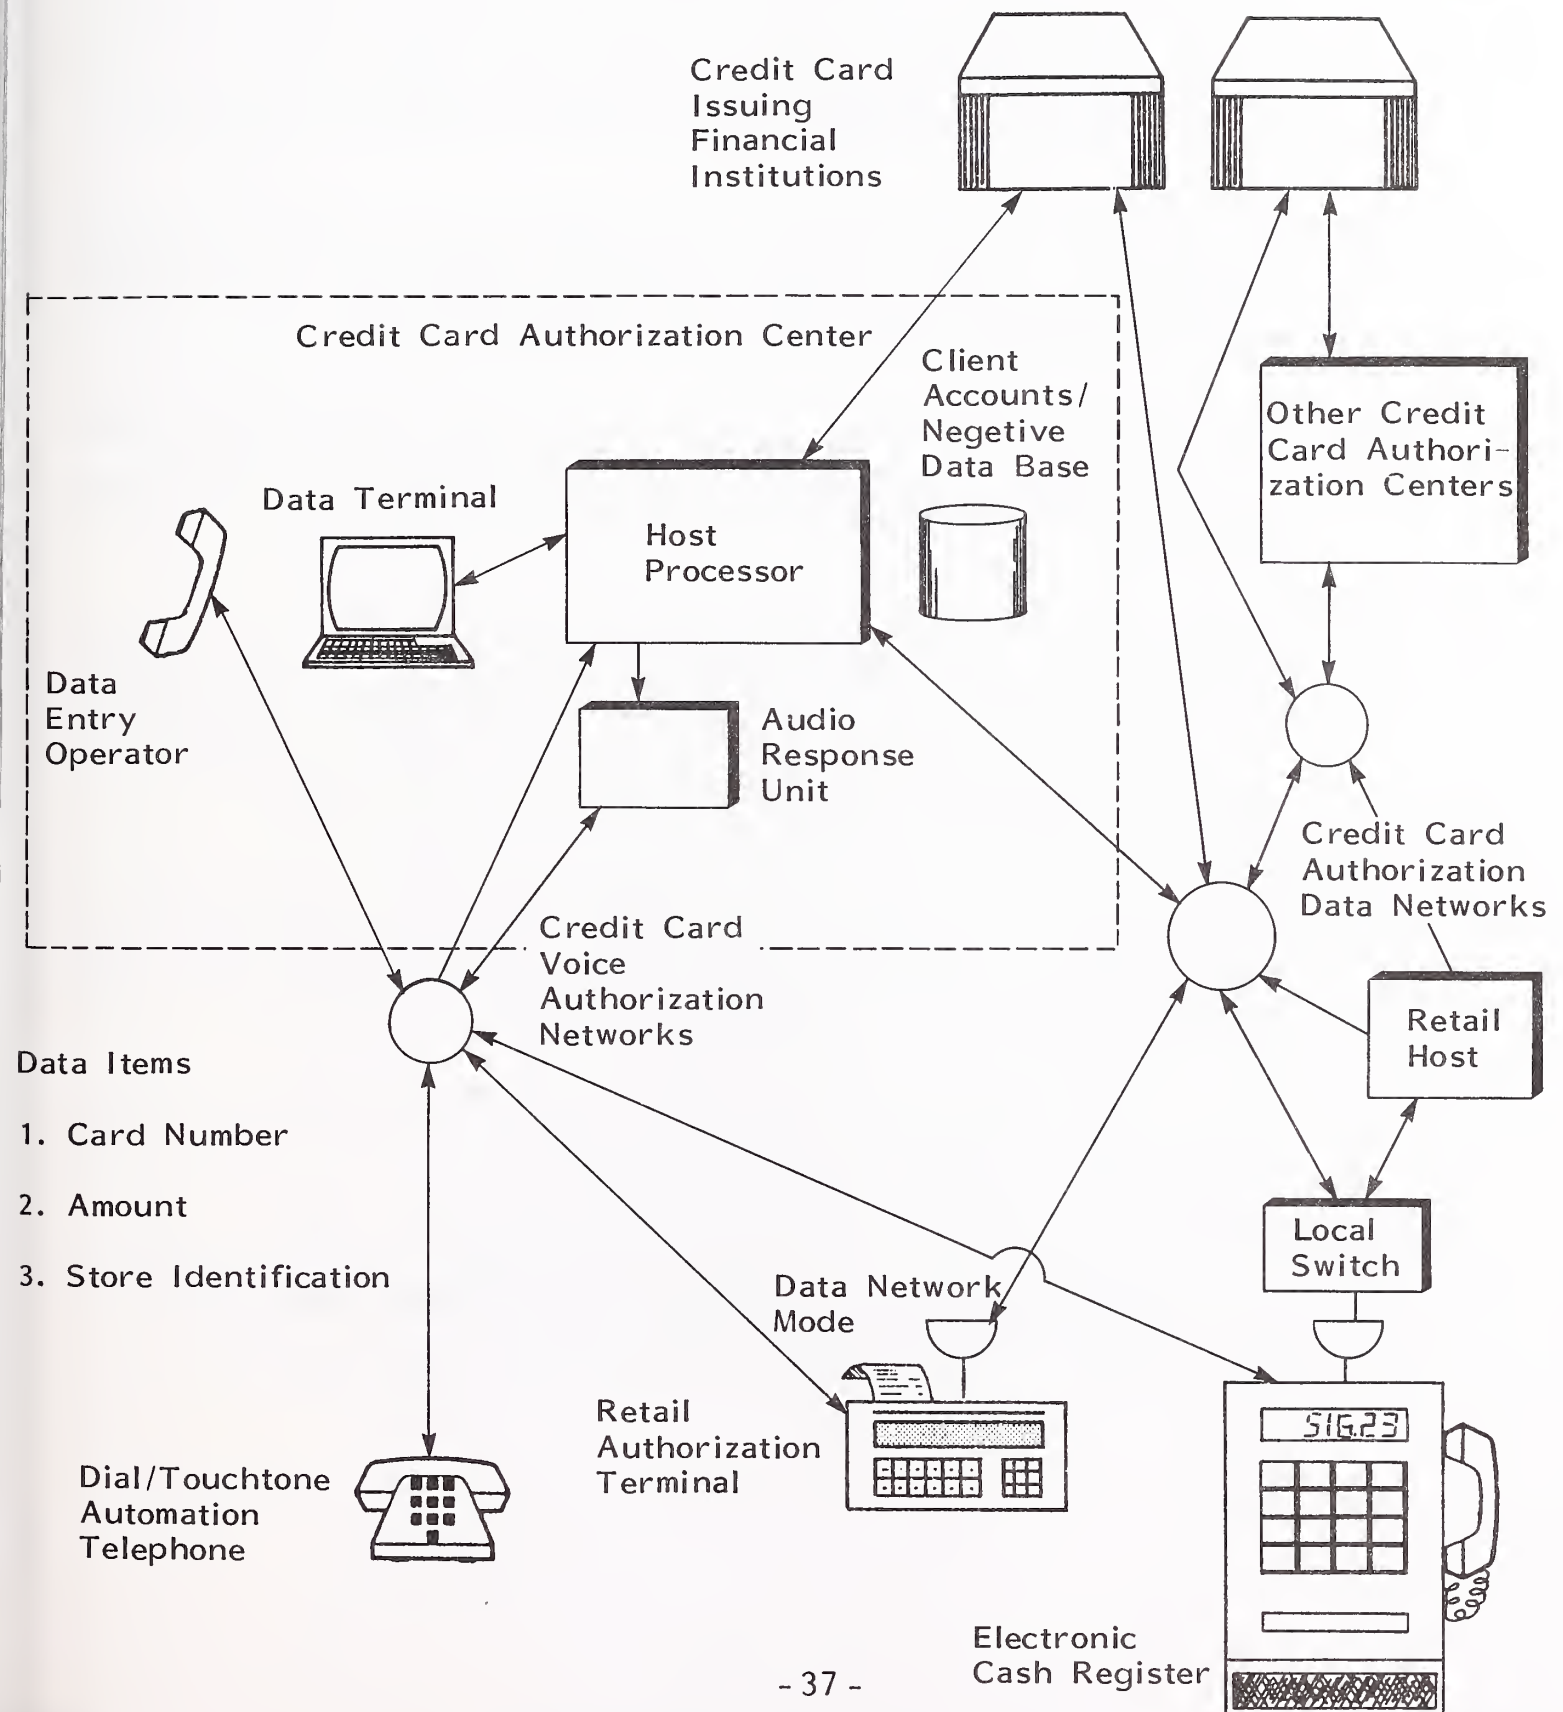 Credit Card
Issuing
Financial
Institutions
Credit Card Authorization Center
Client
Accounts/
Negetive
Data Base
Other Credit
Card Authori-
zation Centers
Data Terminal
Host
Processor
Data
Entry
Operator
Audio
Response
Unit
Credit Card
Authorization
Data Networks
Credit Card
Voice
Authorization
Networks
Retail
Host
Data Items
1. Card Number
2. Amount
3. Store Identification
Local
Switch
Data Network
Mode
Retail
Authorization
Terminal
Dial/Touchtone
Automation
Telephone
Electronic
Cash Register
- 37 -